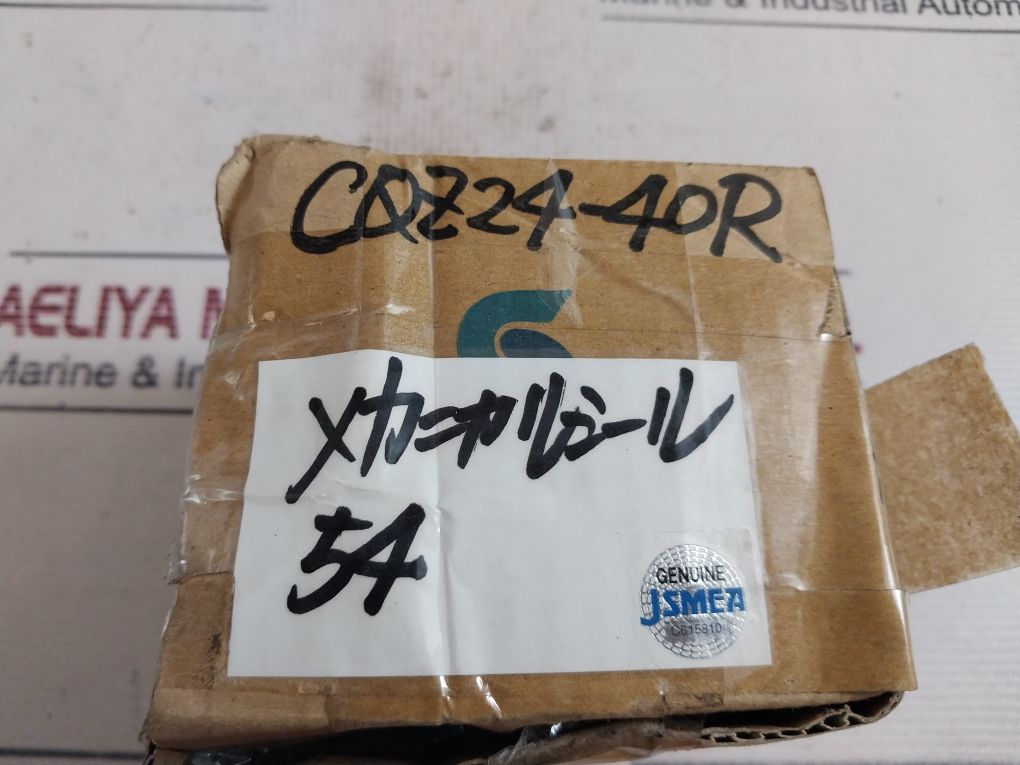 Marine & Industrial Autom
CQZ24-40R
AELIYA M
Marine & In
メカニカルシール
54
GENUINE
JSMEA
C615810